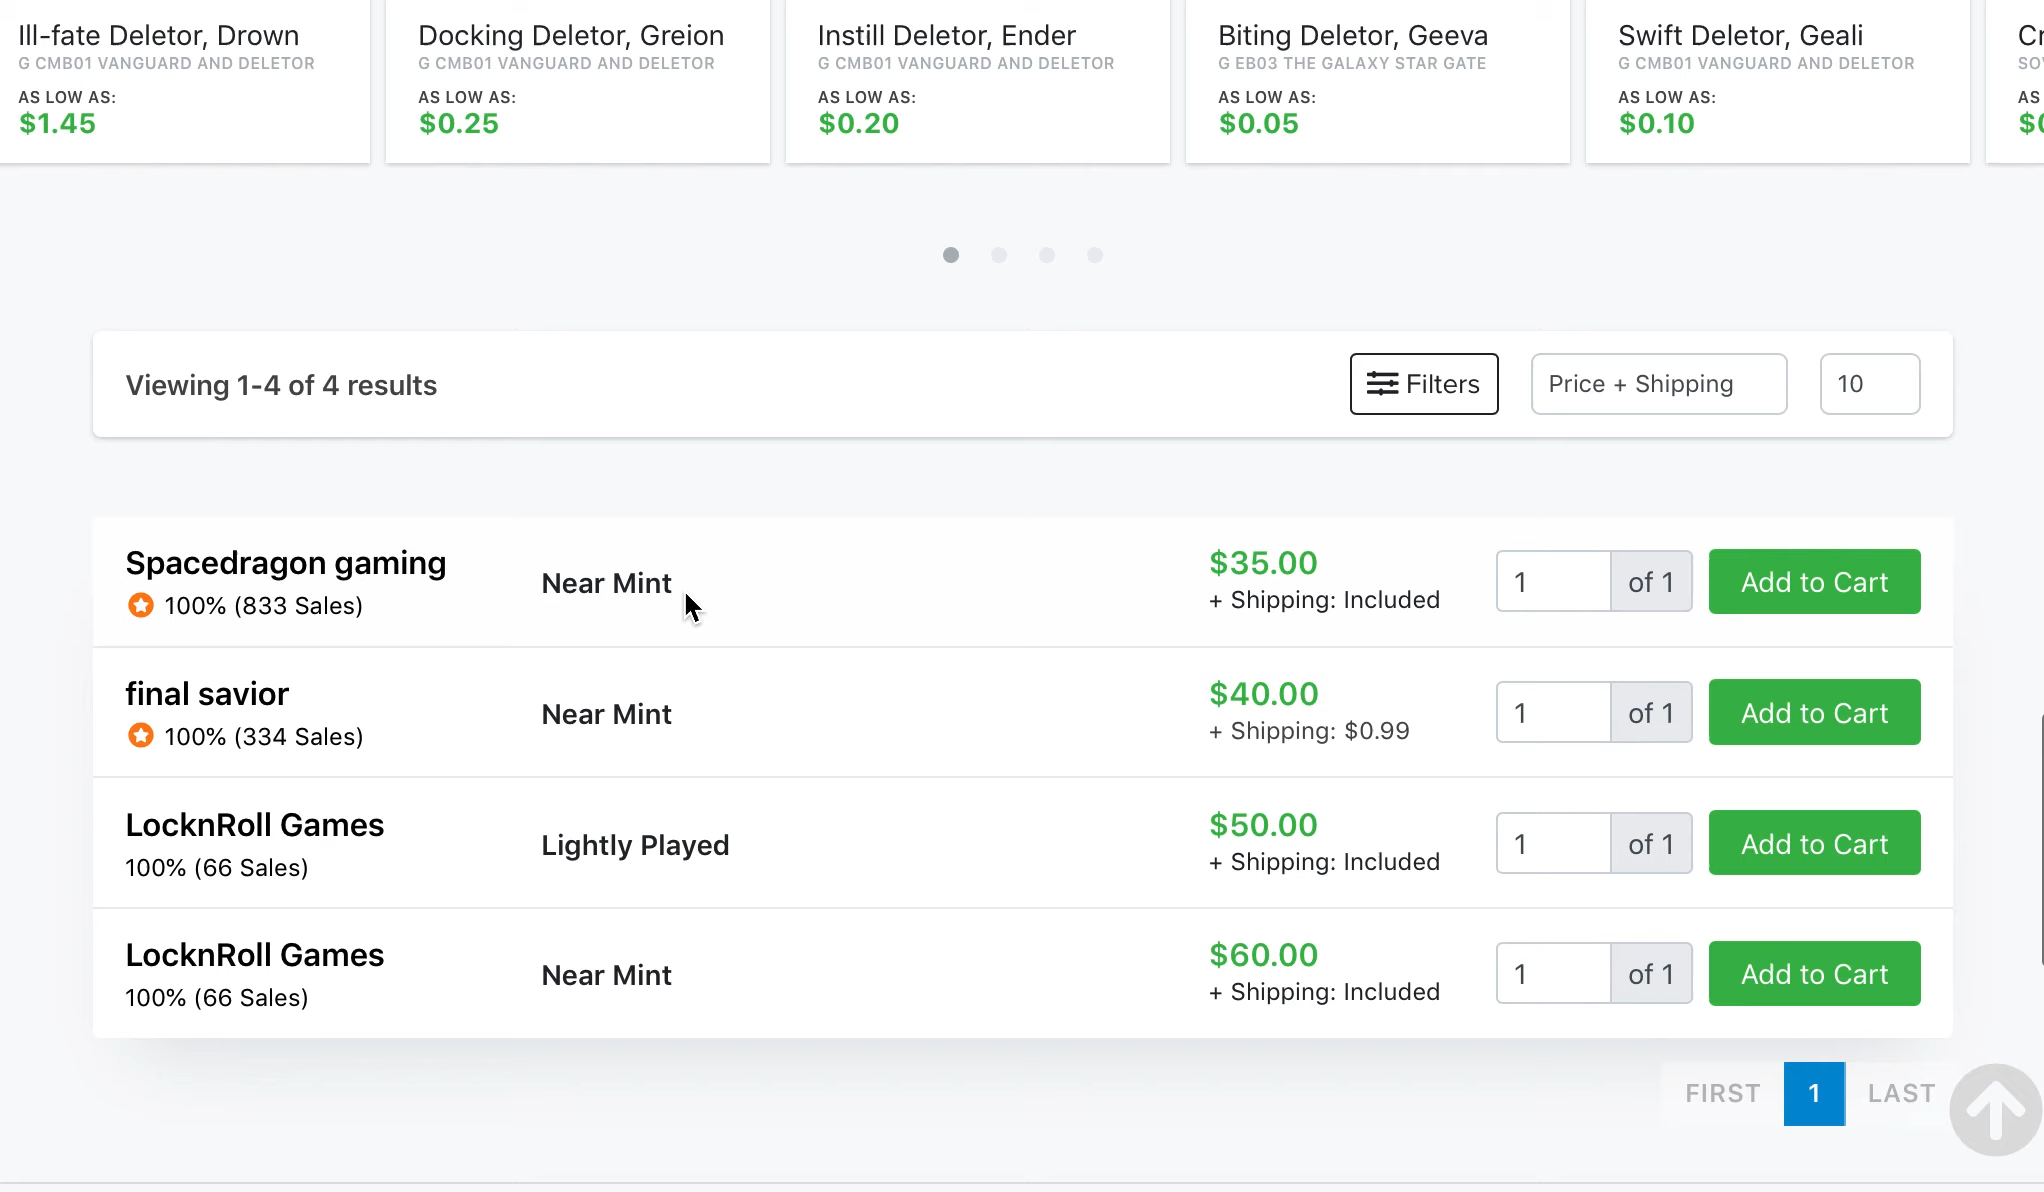 Ill-fate Deletor, Drown
G CMB01 VANGUARD AND DELETOR
AS LOW AS:
$1.45
Docking Deletor, Greion
G CMB01 VANGUARD AND DELETOR
AS LOW AS:
$0.25
Instill Deletor, Ender
G CMB01 VANGUARD AND DELETOR
AS LOW AS:
$0.20
Biting Deletor, Geeva
G EB03 THE GALAXY STAR GATE
AS LOW AS:
$0.05
Swift Deletor, Geali
G CMB01 VANGUARD AND DELETOR
AS LOW AS:
$0.10
AS
Viewing 1-4 of 4 results
Filters
Price + Shipping
10
Spacedragon gaming
100% (833 Sales)
Near Mint
$35.00
+ Shipping: Included
1 of 1
Add to Cart
final savior
100% (334 Sales)
Near Mint
$40.00
+ Shipping: $0.99
1 of 1
Add to Cart
LocknRoll Games
100% (66 Sales)
Lightly Played
$50.00
+ Shipping: Included
1 of 1
Add to Cart
LocknRoll Games
100% (66 Sales)
Near Mint
$60.00
+ Shipping: Included
1 of 1
Add to Cart
FIRST 1 LAST